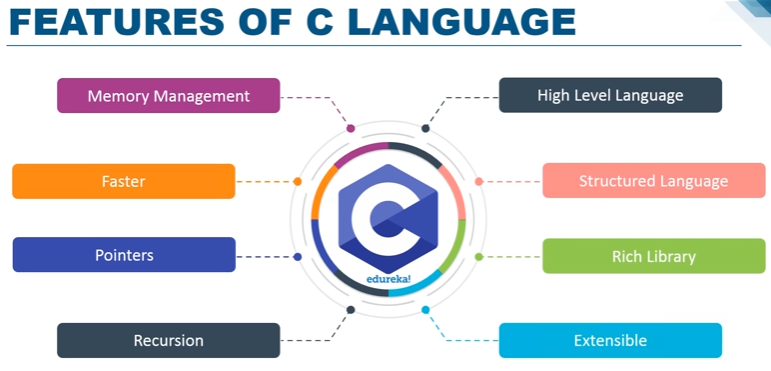 FEATURES OF C LANGUAGE
Memory Management
High Level Language
Faster
Structured Language
Pointers
Rich Library
edureka!
Recursion
Extensible